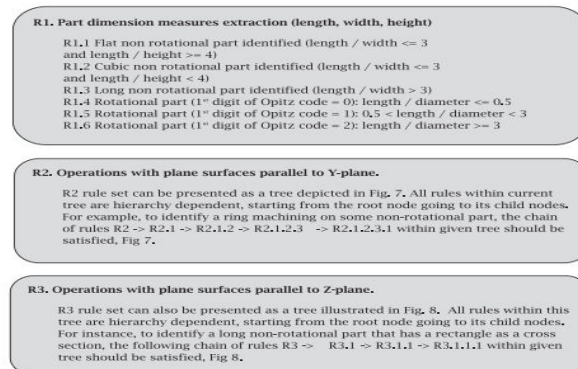 R1. Part dimension measures extraction (length, width, height)
R1.1 Flat non rotational part identified (length / width <= 3
and length / height >= 4)
R1.2 Cubic non rotational part identified (length / width <= 3
and length / height < 4)
R1.3 Long non rotational part identified (length / width > 3)
R1.4 Rotational part (1st digit of Opitz code = 0): length / diameter <= 0.5
R1.5 Rotational part (1st digit of Opitz code = 1): 0.5 < length / diameter < 3
R1.6 Rotational part (1st digit of Opitz code = 2): length / diameter >= 3
R2. Operations with plane surfaces parallel to Y-plane.
R2 rule set can be presented as a tree depicted in Fig. 7. All rules within current
tree are hierarchy dependent, starting from the root node going to its child nodes.
For example, to identify a ring machining on some non-rotational part, the chain
of rules R2 -> R2.1 -> R2.1.2 -> R2.1.2.3 -> R2.1.2.3.1 within given tree should be
satisfied, Fig 7.
R3. Operations with plane surfaces parallel to Z-plane.
R3 rule set can also be presented as a tree illustrated in Fig. 8. All rules within this
tree are hierarchy dependent, starting from the root node going to its child nodes.
For instance, to identify a long non-rotational part that has a rectangle as a cross
section, the following chain of rules R3 -> R3.1 -> R3.1.1 -> R3.1.1.1 within given
tree should be satisfied, Fig 8.